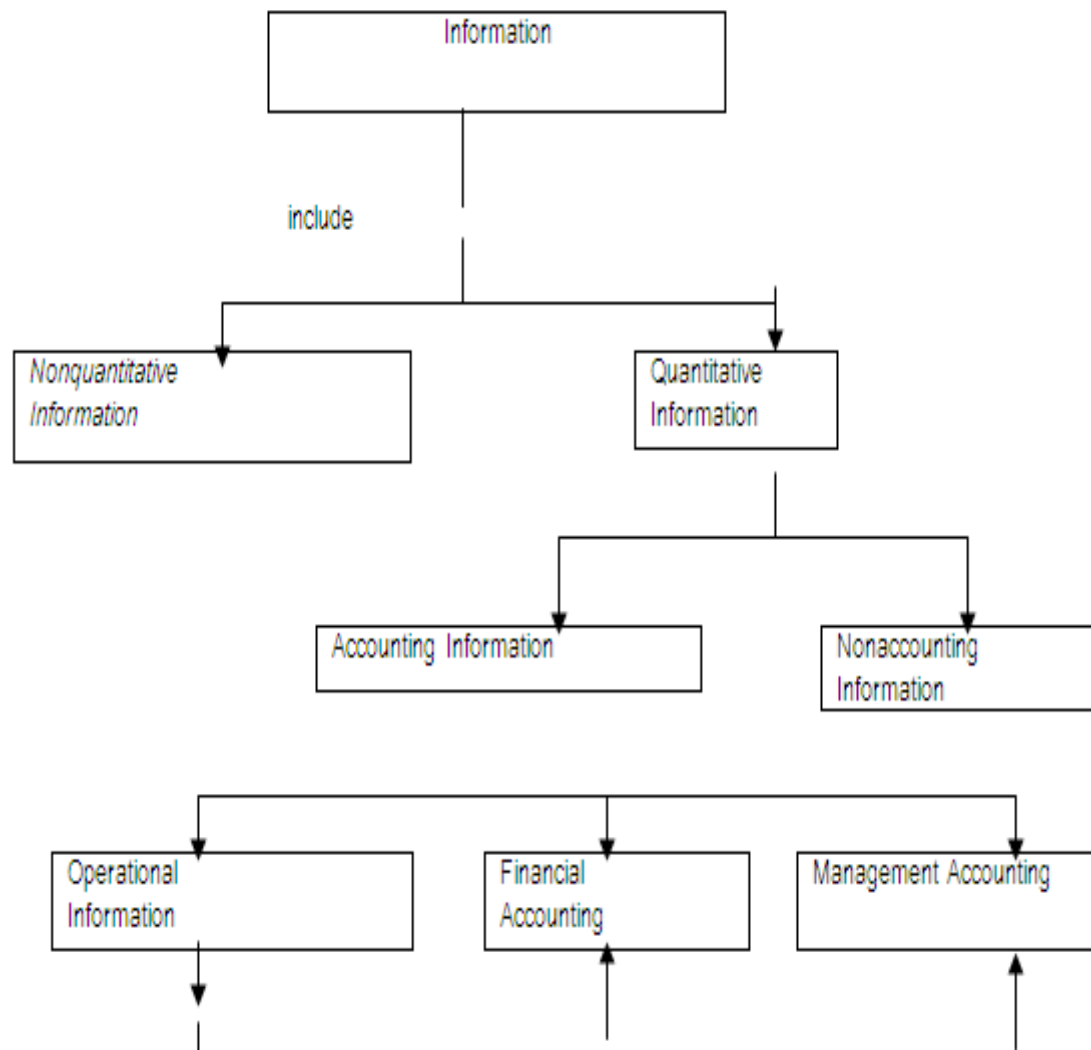 Information
include
Nonquantitative
Information
Quantitative
Information
Accounting Information
Nonaccounting
Information
Operational
Information
Financial
Accounting
Management Accounting